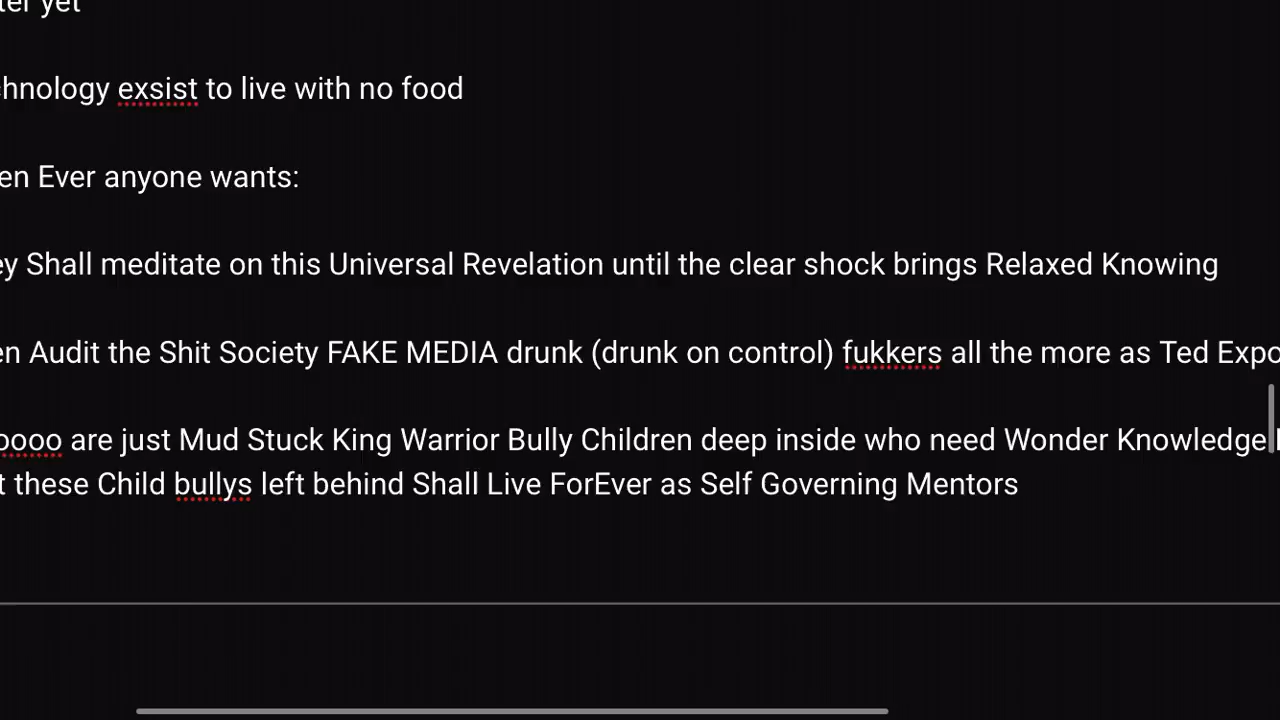 ter yet
chnology exsist to live with no food
en Ever anyone wants:
ey Shall meditate on this Universal Revelation until the clear shock brings Relaxed Knowing
en Audit the Shit Society FAKE MEDIA drunk (drunk on control) fukkers all the more as Ted Expo
oooo are just Mud Stuck King Warrior Bully Children deep inside who need Wonder Knowledge
t these Child bullys left behind Shall Live ForEver as Self Governing Mentors